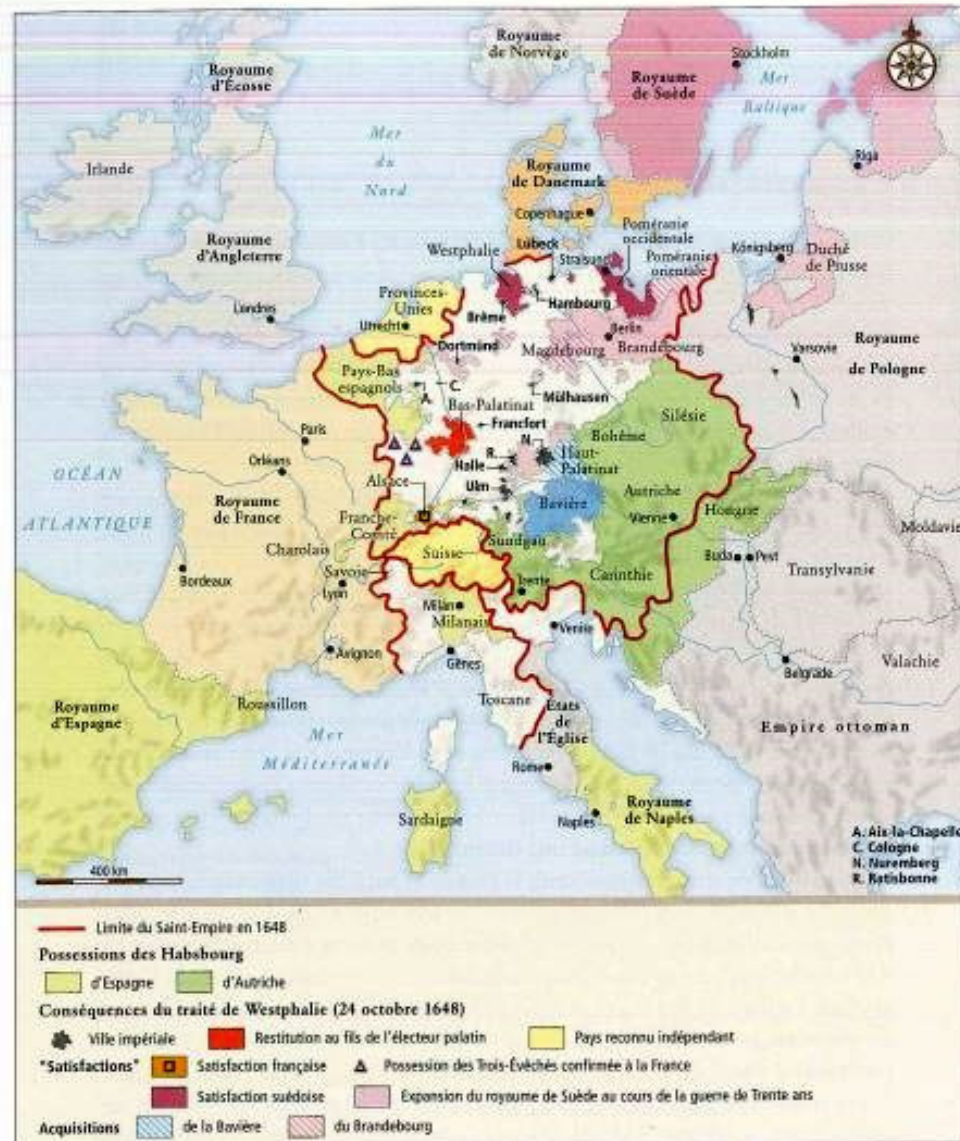 Royaume
de Norvège
Stockholm
Royaume
d'Écosse
Royaume
de Suède
Mer
Baltique
Mer
du
Nord
Riga
Irlande
Royaume
de Danemark
Copenhague
Poméranie
occidentale
Royaume
d'Angleterre
Westphalie
Lübeck
Stralsund
Poméranie
orientale
Königsberg
Duché
de Prusse
Provinces-
Unies
Londres
Hambourg
Brême
Utrecht
Berlin
Dortmund
Magdebourg
Brandebourg
Varsovie
Royaume
de Pologne
Pays-Bas
espagnols
C.
A.
Bas-Palatinat
Mülhausen
Silésie
Francfort
Paris
N.
Bohême
R.
Haut-
Palatinat
Halle
OCÉAN
ATLANTIQUE
Orléans
Alsace
Ulm
Bavière
Autriche
Royaume
de France
Franche-
Comté
Vienne
Hongrie
Moldavie
Charolais
Suisse
Sundgau
Buda
Pest
Transylvanie
Bordeaux
Savoie
Lyon
Trente
Carinthie
Milan
Milanais
Venise
Avignon
Gênes
Belgrade
Valachie
Royaume
d'Espagne
Roussillon
Toscane
États
de
l'Église
Empire ottoman
Mer
Méditerranée
Rome
Sardaigne
Naples
Royaume
de Naples
A. Aix-la-Chapelle
C. Cologne
N. Nuremberg
R. Ratisbonne
400 km
Limite du Saint-Empire en 1648
Possessions des Habsbourg
d'Espagne
d'Autriche
Conséquences du traité de Westphalie (24 octobre 1648)
Ville impériale
Restitution au fils de l'électeur palatin
Pays reconnu indépendant
"Satisfactions"
Satisfaction française
Possession des Trois-Évêchés confirmée à la France
Satisfaction suédoise
Expansion du royaume de Suède au cours de la guerre de Trente ans
Acquisitions
de la Bavière
du Brandebourg